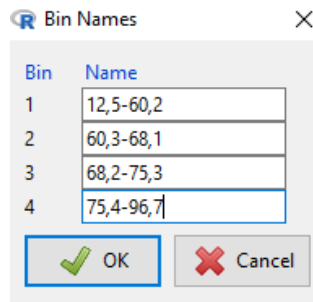 Bin Names
Bin Name
1 12,5-60,2
2 60,3-68,1
3 68,2-75,3
4 75,4-96,7
OK Cancel